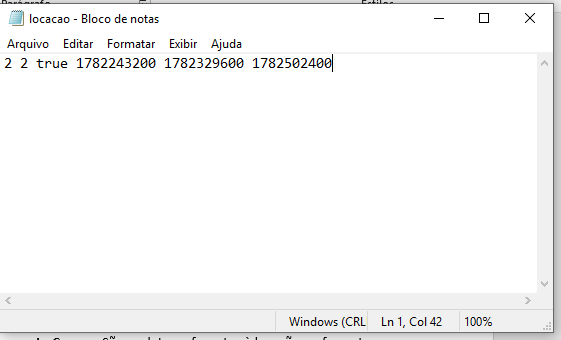 Estilos
locacao - Bloco de notas
Arquivo Editar Formatar Exibir Ajuda
2 2 true 1782243200 1782329600 1782502400
Windows (CRL Ln 1, Col 42 100%